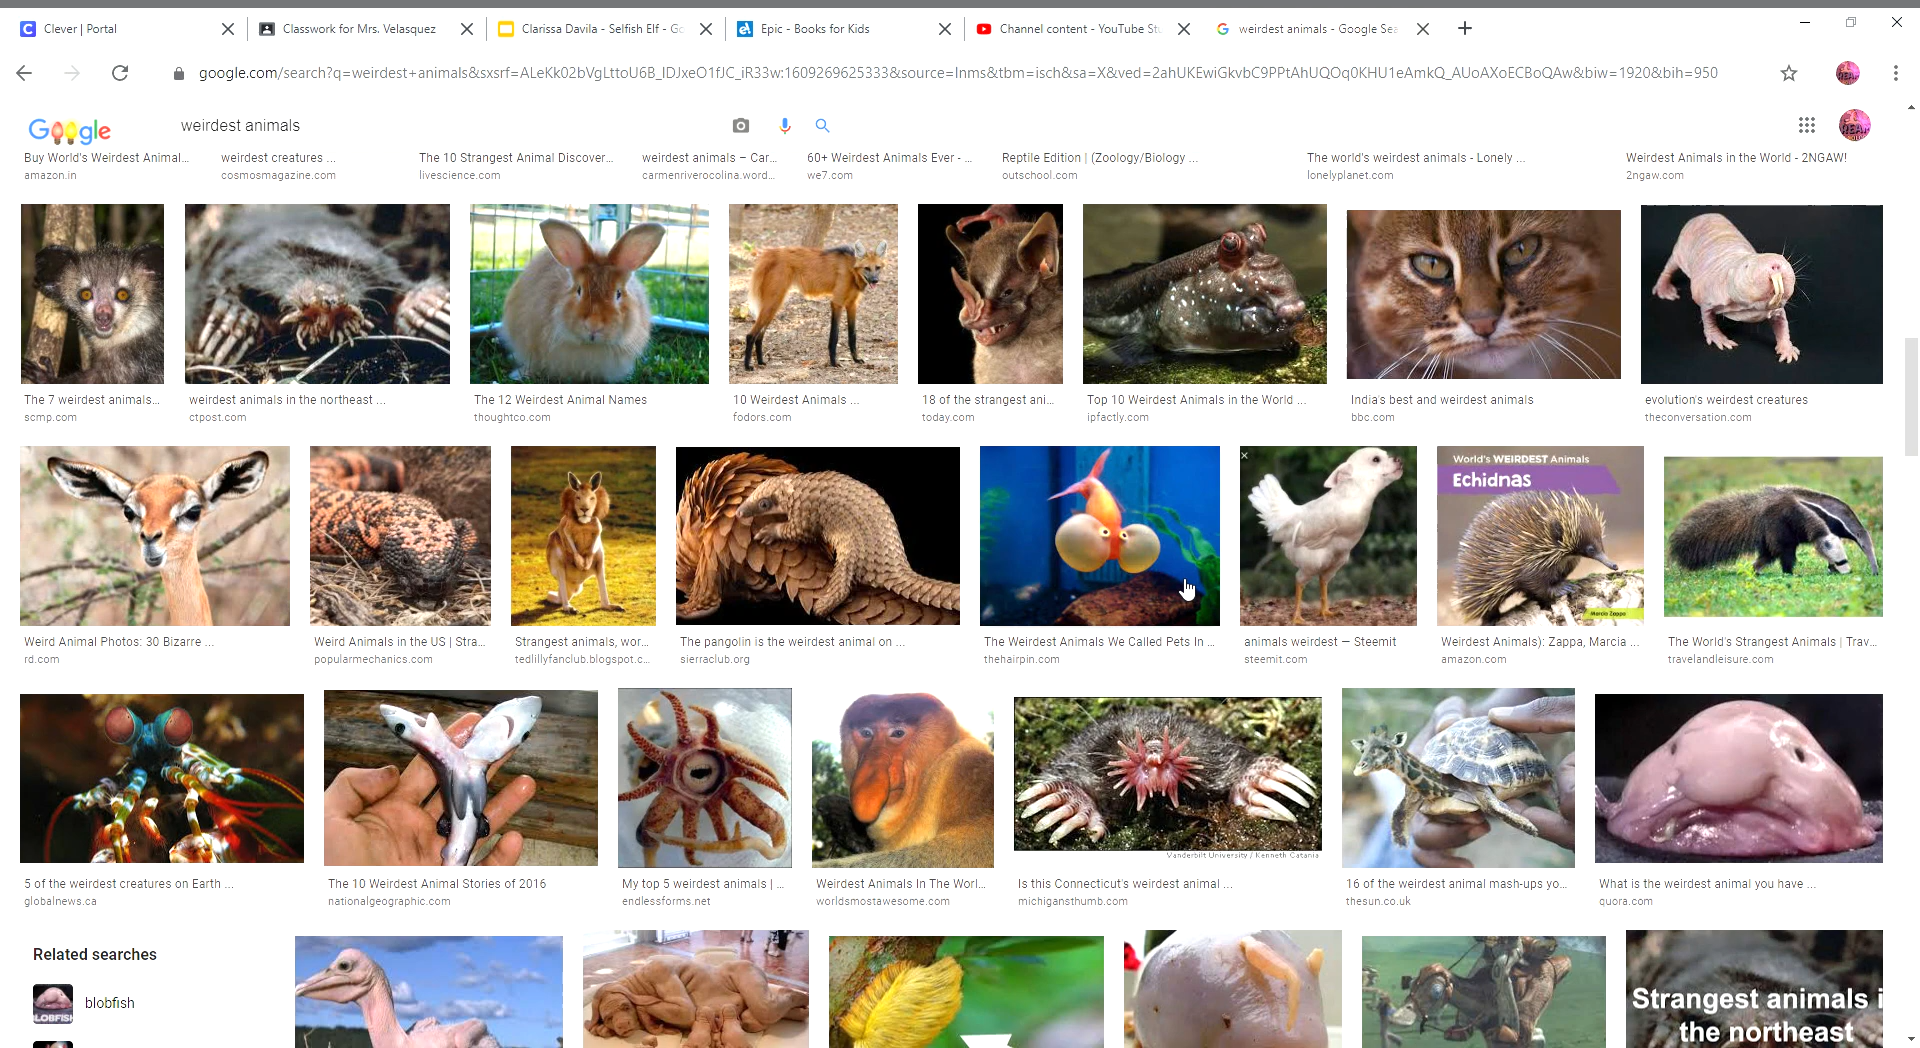 Clever | Portal
Classwork for Mrs. Velasquez
Clarissa Davila - Selfish Elf - Go
Epic - Books for Kids
Channel content - YouTube Stu
weirdest animals - Google Sea
google.com/search?q=weirdest+animals&sxsrf=ALeKk02bVgLttoU6B_IDJxeO1fJC_iR33w:1609269625333&source=lnms&tbm=isch&sa=X&ved=2ahUKEwiGkvbC9PPtAhUQOq0KHU1eAmkQ_AUoAXoECBoQAw&biw=1920&bih=950
Google
weirdest animals
Buy World's Weirdest Animal...
amazon.in
weirdest creatures ...
cosmosmagazine.com
The 10 Strangest Animal Discover...
livescience.com
weirdest animals – Car...
carmenriverocolina.word...
60+ Weirdest Animals Ever - ...
we7.com
Reptile Edition | (Zoology/Biology ...
outschool.com
The world's weirdest animals - Lonely ...
lonelyplanet.com
Weirdest Animals in the World - 2NGAW!
2ngaw.com
The 7 weirdest animals...
scmp.com
weirdest animals in the northeast ...
ctpost.com
The 12 Weirdest Animal Names
thoughtco.com
10 Weirdest Animals ...
fodors.com
18 of the strangest ani...
today.com
Top 10 Weirdest Animals in the World ...
ipfactly.com
India's best and weirdest animals
bbc.com
evolution's weirdest creatures
theconversation.com
World's WEIRDEST Animals
Echidnas
Marcia Zappa
Weird Animal Photos: 30 Bizarre ...
rd.com
Weird Animals in the US | Stra...
popularmechanics.com
Strangest animals, wor...
tedlillyfanclub.blogspot.c...
The pangolin is the weirdest animal on ...
sierraclub.org
The Weirdest Animals We Called Pets In ...
thehairpin.com
animals weirdest — Steemit
steemit.com
Weirdest Animals): Zappa, Marcia ...
amazon.com
The World's Strangest Animals | Trav...
travelandleisure.com
Vanderbilt University / Kenneth Catania
5 of the weirdest creatures on Earth ...
globalnews.ca
The 10 Weirdest Animal Stories of 2016
nationalgeographic.com
My top 5 weirdest animals | ...
endlessforms.net
Weirdest Animals In The Worl...
worldsmostawesome.com
Is this Connecticut's weirdest animal ...
michigansthumb.com
16 of the weirdest animal mash-ups yo...
thesun.co.uk
What is the weirdest animal you have ...
quora.com
Related searches
blobfish
Strangest animals i
the northeast